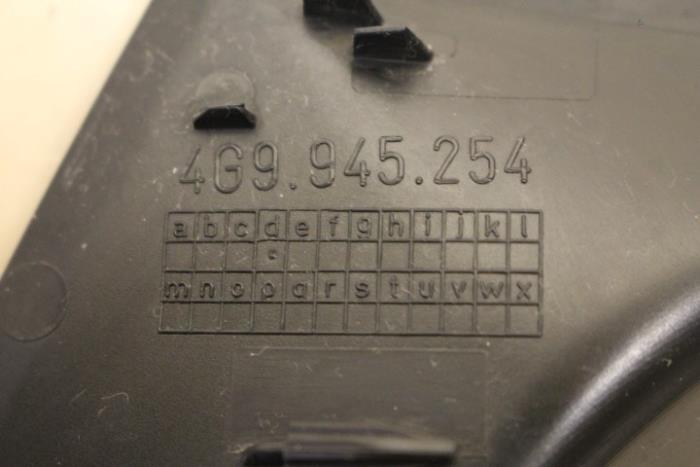 4G9.945.254
a b c d e f g h i j k l
m n o p q r s t u v w x